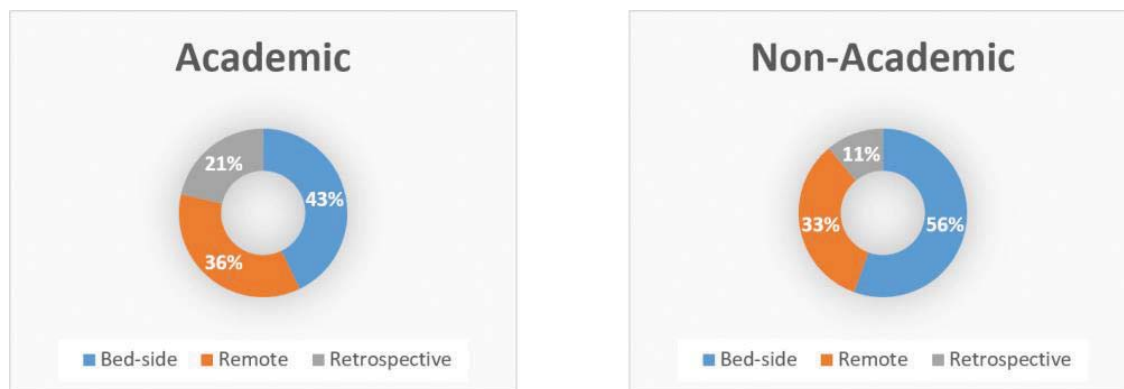 Academic
21%
43%
36%
Bed-side Remote Retrospective
Non-Academic
11%
33%
56%
Bed-side Remote Retrospective